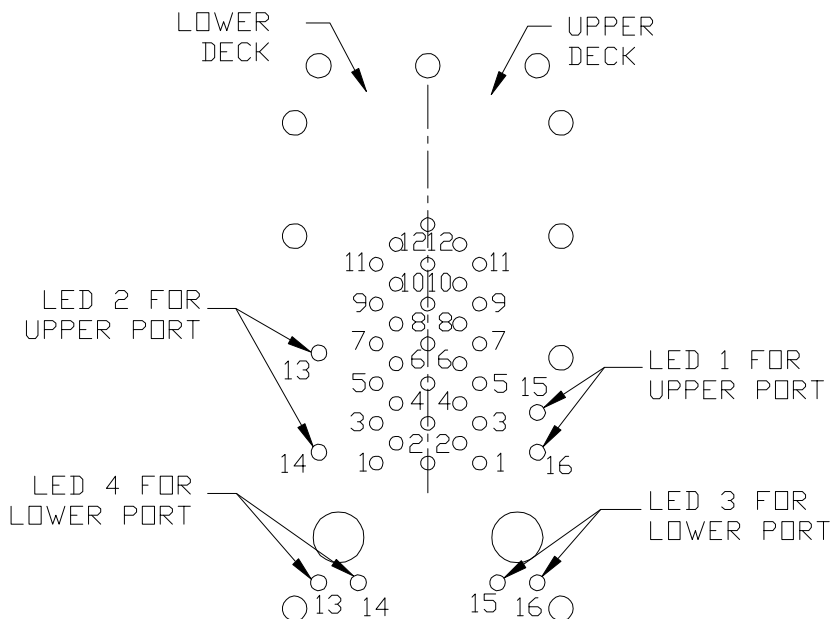 LOWER
DECK
UPPER
DECK
12 12
11 11
10 10
9 9
8 8
7 7
6 6
5 5
4 4
3 3
2 2
1 1
LED 2 FOR
UPPER PORT
13
14
LED 1 FOR
UPPER PORT
15
16
LED 4 FOR
LOWER PORT
13 14
LED 3 FOR
LOWER PORT
15 16